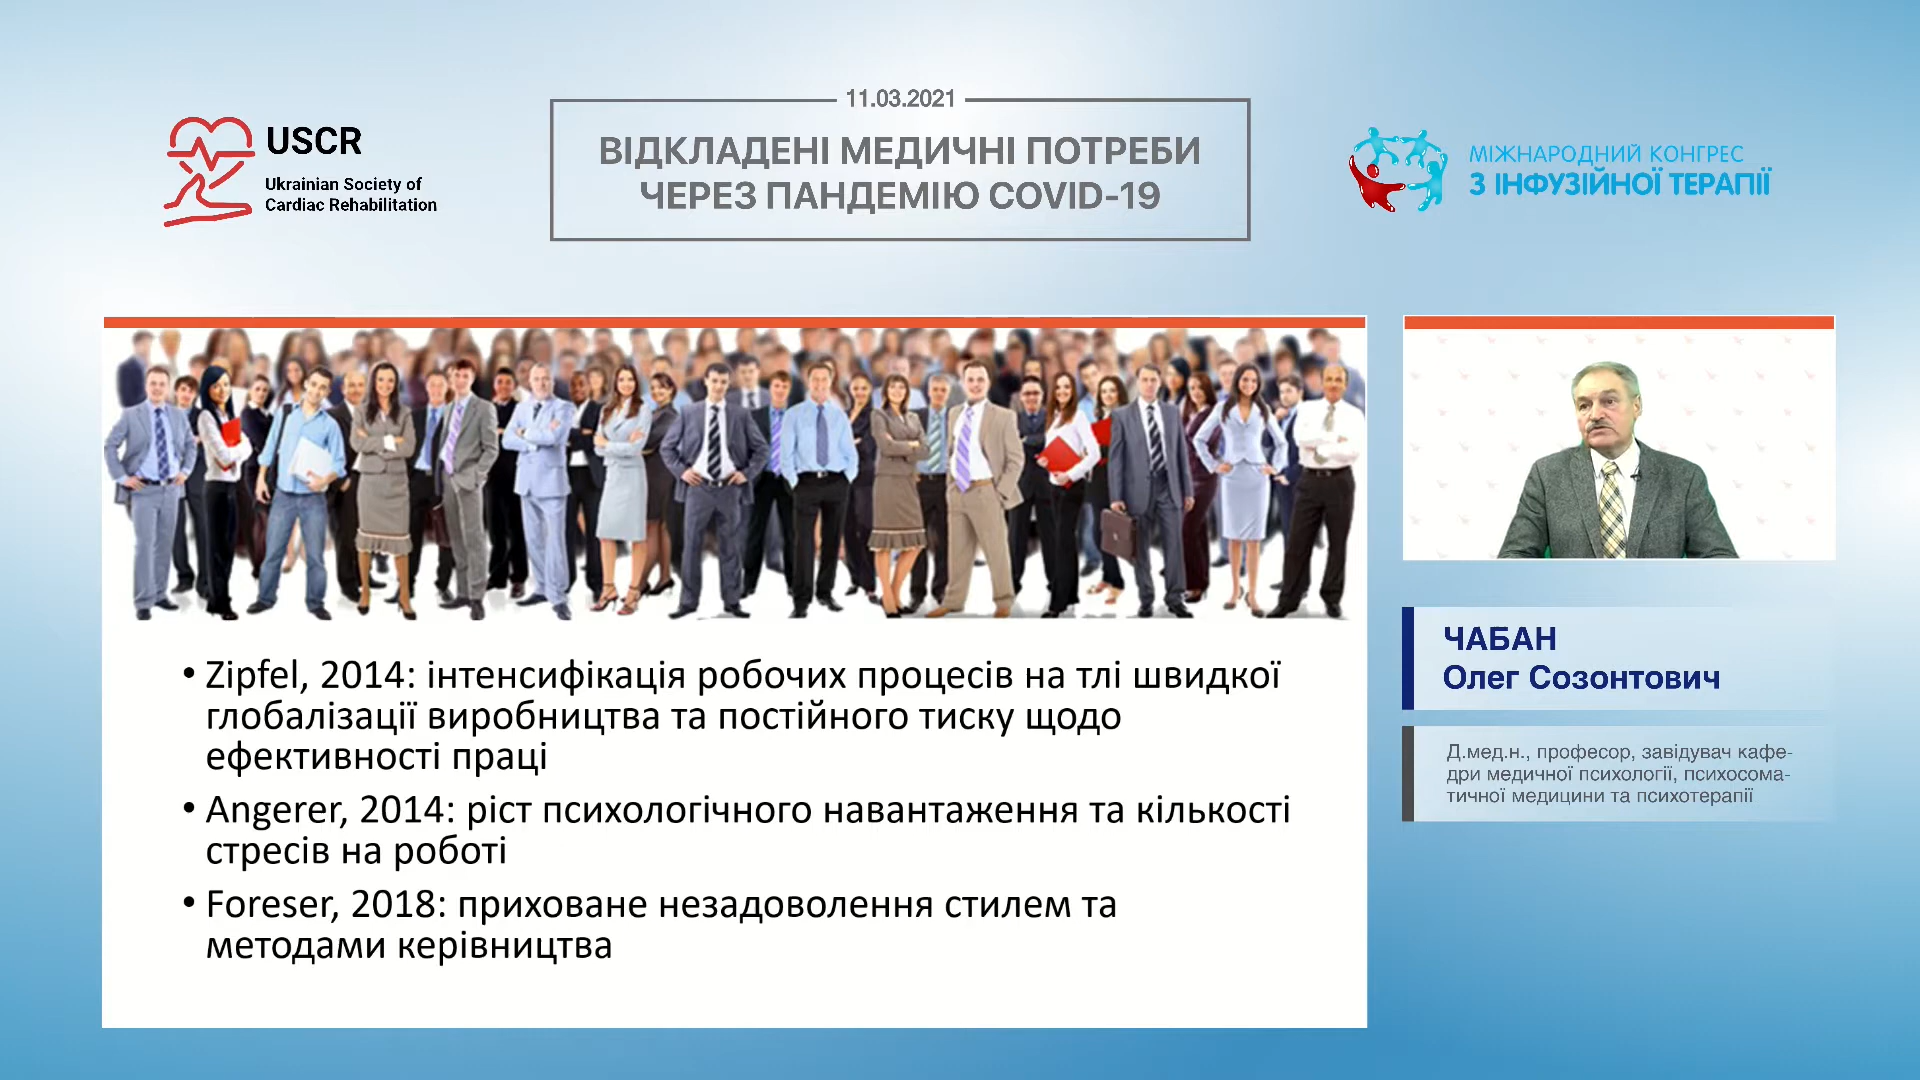 USCR
Ukrainian Society of
Cardiac Rehabilitation
11.03.2021
ВІДКЛАДЕНІ МЕДИЧНІ ПОТРЕБИ
ЧЕРЕЗ ПАНДЕМІЮ COVID-19
МІЖНАРОДНИЙ КОНГРЕС
З ІНФУЗІЙНОЇ ТЕРАПІЇ
• Zipfel, 2014: інтенсифікація робочих процесів на тлі швидкої
глобалізації виробництва та постійного тиску щодо
ефективності праці
• Angerer, 2014: ріст психологічного навантаження та кількості
стресів на роботі
• Foreser, 2018: приховане незадоволення стилем та
методами керівництва
ЧАБАН
Олег Созонтович
Д.мед.н., професор, завідувач кафе-
дри медичної психології, психосома-
тичної медицини та психотерапії